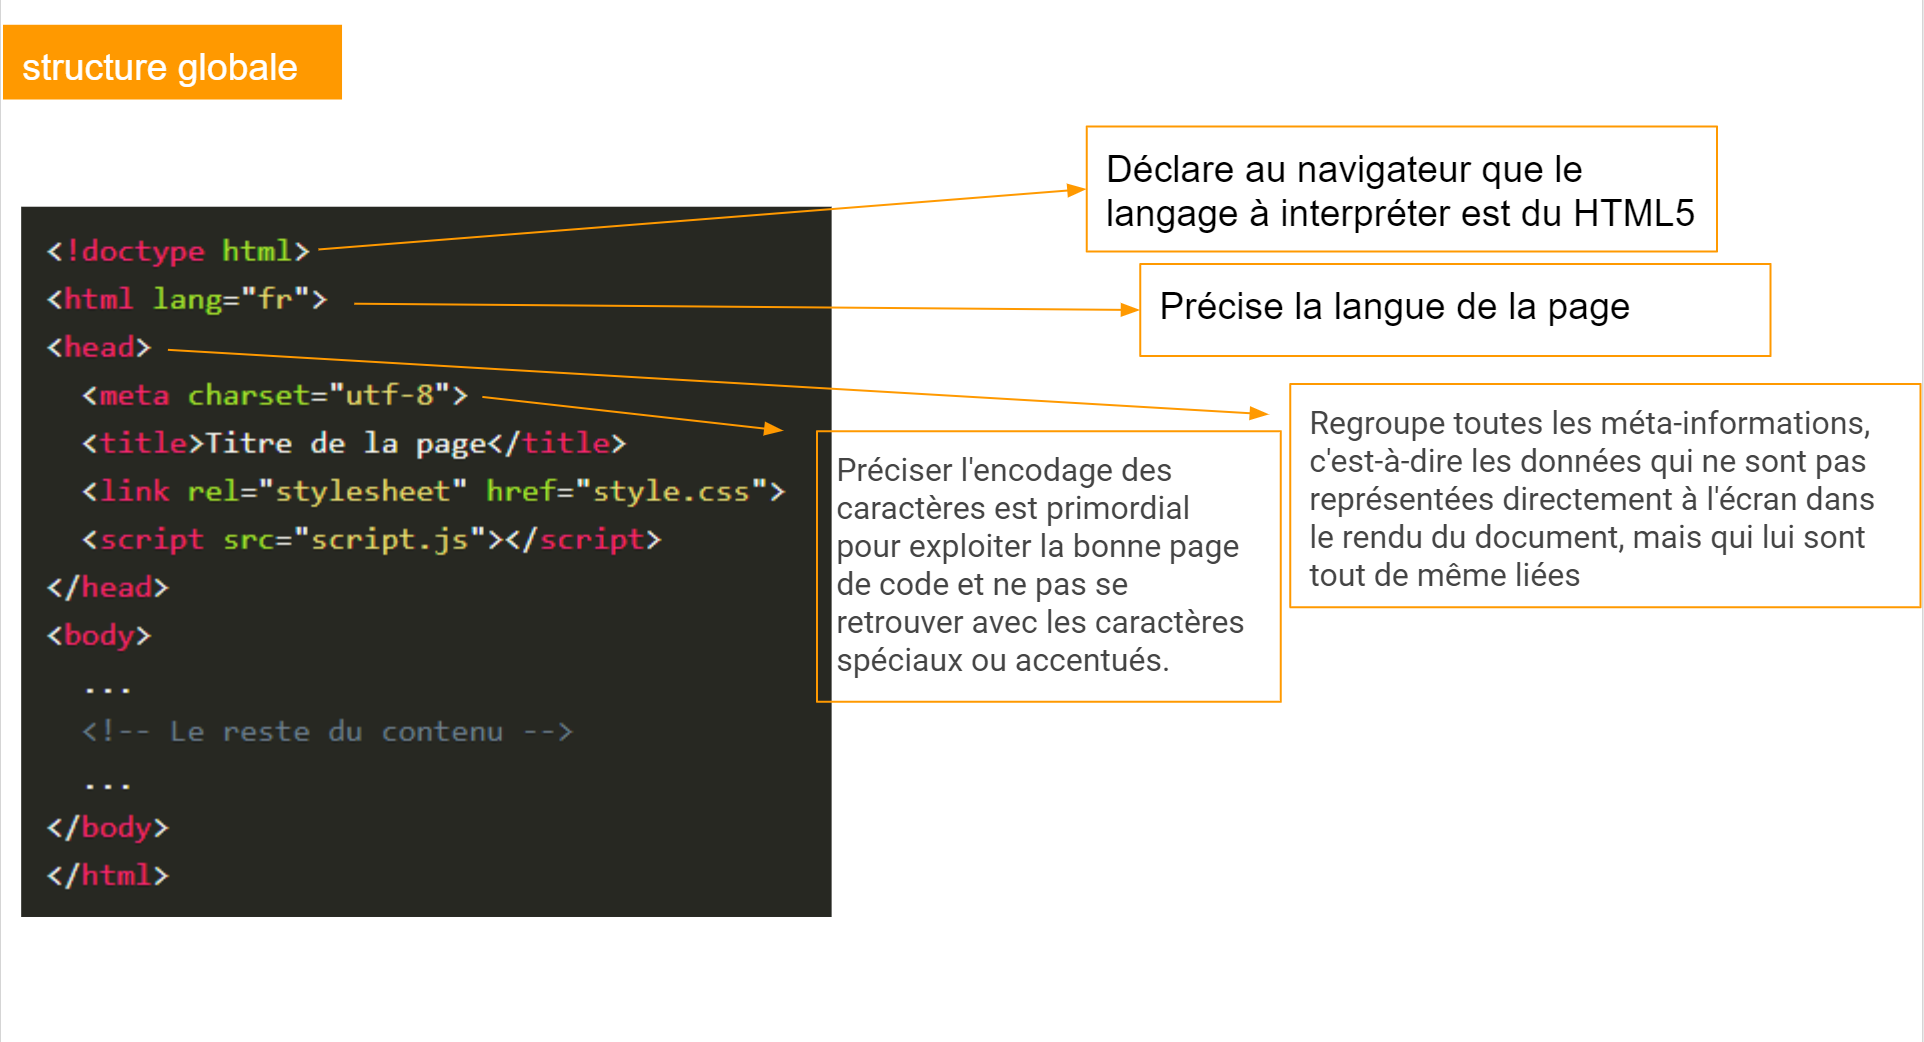 structure globale
<!doctype html>
<html lang="fr">
<head>
<meta charset="utf-8">
<title>Titre de la page</title>
<link rel="stylesheet" href="style.css">
<script src="script.js"></script>
</head>
<body>
...
<!-- Le reste du contenu -->
...
</body>
</html>
Déclare au navigateur que le
langage à interpréter est du HTML5
Précise la langue de la page
Préciser l'encodage des
caractères est primordial
pour exploiter la bonne page
de code et ne pas se
retrouver avec les caractères
spéciaux ou accentués.
Regroupe toutes les méta-informations,
c'est-à-dire les données qui ne sont pas
représentées directement à l'écran dans
le rendu du document, mais qui lui sont
tout de même liées